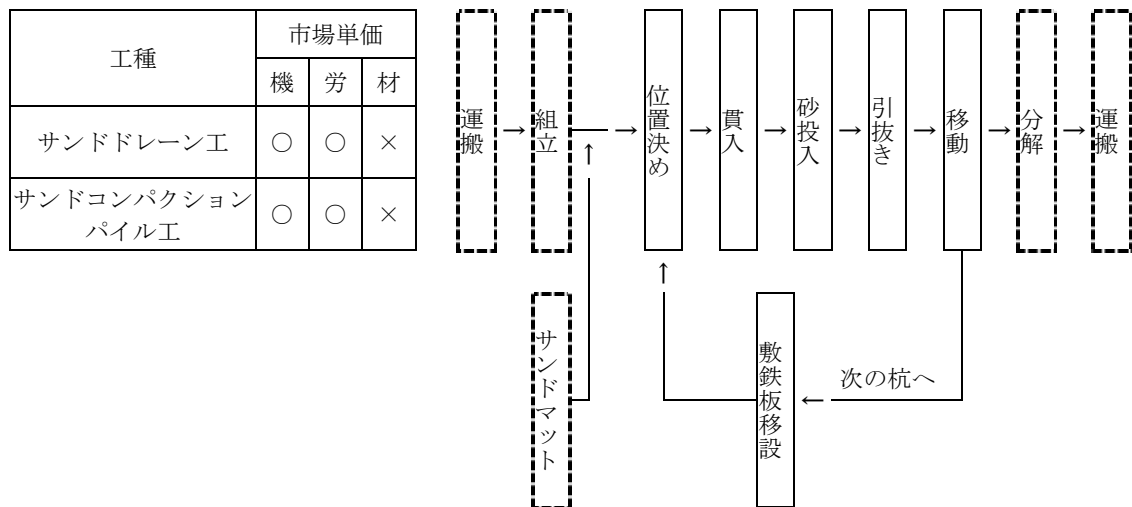 工種
市場単価
機 労 材
サンドドレーン工 ○ ○ ×
サンドコンパクション
パイル工 ○ ○ ×
運搬 → 組立 → 位置決め → 貫入 → 砂投入 → 引抜き → 移動 → 分解 → 運搬
↑
↑
サンドマット
敷鉄板移設
←
次の杭へ